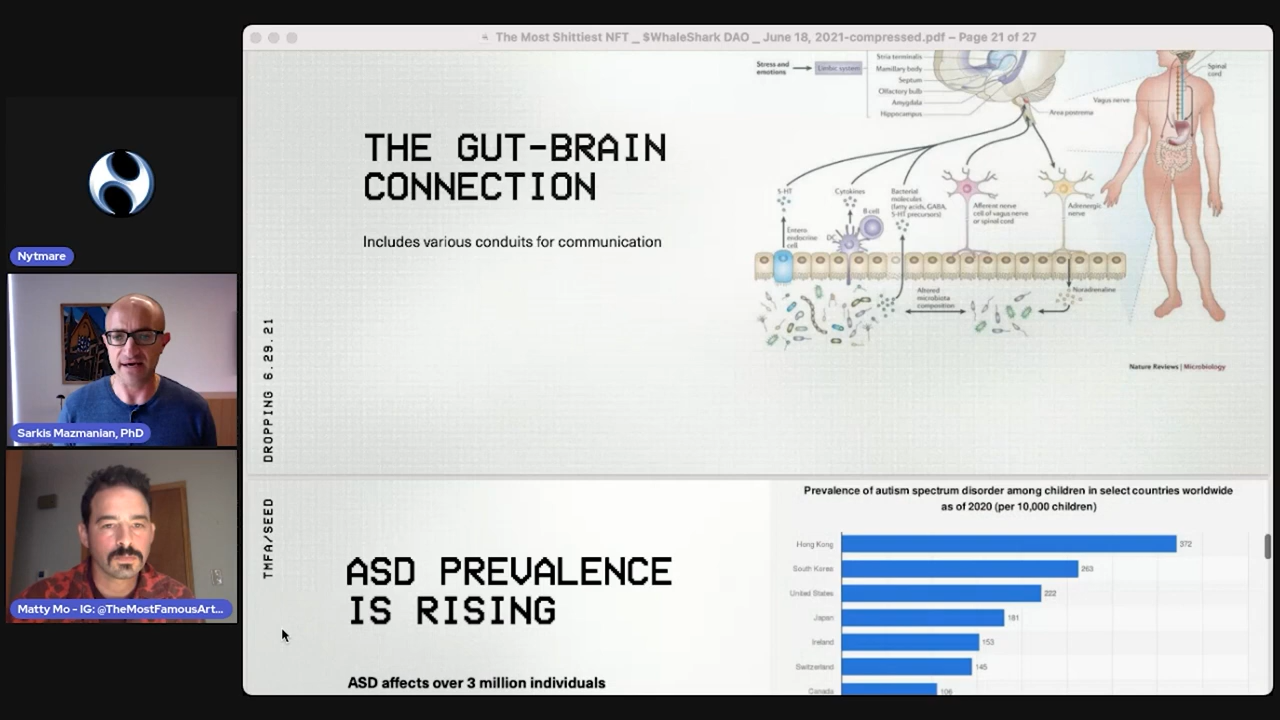 The Most Shittiest NFT _ $WhaleShark DAO _ June 18, 2021-compressed.pdf – Page 21 of 27
Nytmare
Sarkis Mazmanian, PhD
Matty Mo - IG: @TheMostFamousArt...
THE GUT-BRAIN
CONNECTION
Includes various conduits for communication
DROPPING 6.29.21
Stress and
emotions
Limbic system
Stria terminalis
Mamillary body
Septum
Olfactory bulb
Amygdala
Hippocampus
Area postrema
Vagus nerve
Spinal
cord
5-HT
Cytokines
Bacterial
molecules
(fatty acids, GABA,
5-HT precursors)
Afferent nerve
cell of vagus nerve
or spinal cord
Adrenergic
nerve
Entero
endocrine
cell
DC
B cell
Altered
microbiota
composition
Noradrenaline
Nature Reviews | Microbiology
TMFA/SEED
ASD PREVALENCE
IS RISING
ASD affects over 3 million individuals
Prevalence of autism spectrum disorder among children in select countries worldwide
as of 2020 (per 10,000 children)
Hong Kong 372
South Korea 263
United States 222
Japan 181
Ireland 153
Switzerland 145
Canada 106